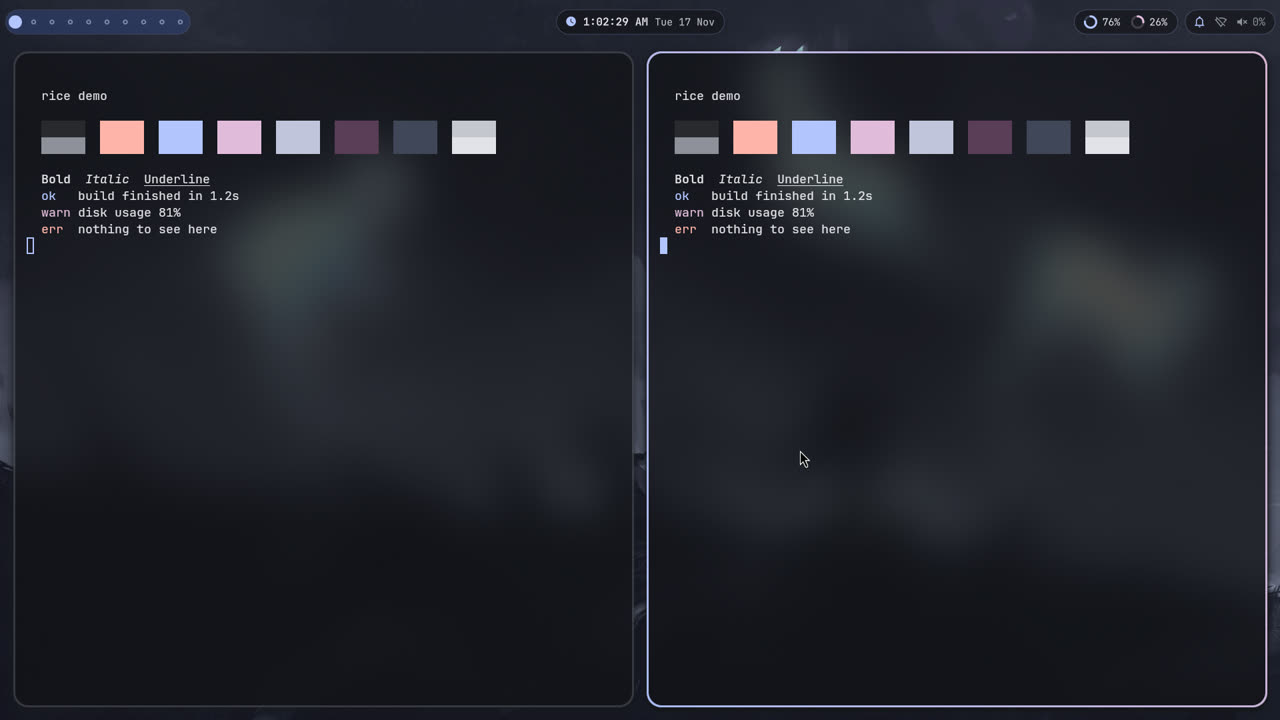 1:02:29 AM Tue 17 Nov
76% 26% 0%
rice demo
Bold Italic Underline
ok build finished in 1.2s
warn disk usage 81%
err nothing to see here
rice demo
Bold Italic Underline
ok build finished in 1.2s
warn disk usage 81%
err nothing to see here